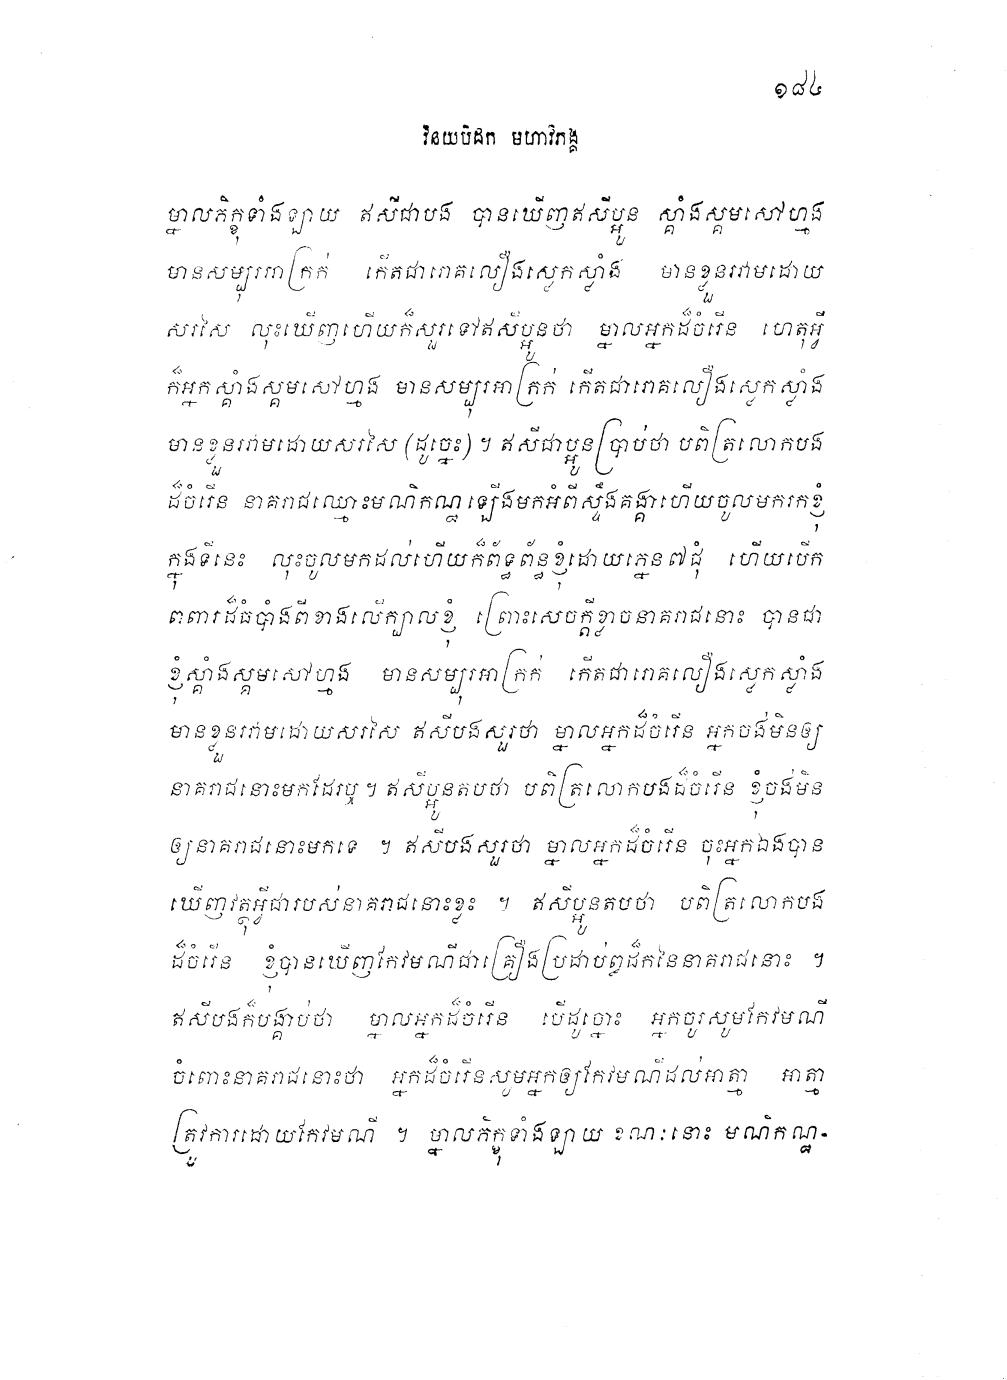 ១៨៤
វិនយបិដក មហាវិភង្គ
ម្នាលភិក្ខុទាំងឡាយ ឥសីជាបង បានឃើញឥសីប្អូន ស្គាំងស្គមសៅហ្មង
មានសម្បុរអាក្រក់ កើតជារោគលឿងស្លេកស្លាំង មានខ្លួនរវាមដោយ
សរសៃ លុះឃើញហើយក៏សួរទៅឥសីប្អូនថា ម្នាលអ្នកដ៏ចំរើន ហេតុអ្វី
ក៏អ្នកស្គាំងស្គមសៅហ្មង មានសម្បុរអាក្រក់ កើតជារោគលឿងស្លេកស្លាំង
មានខ្លួនរវាមដោយសរសៃ (ដូច្នេះ) ។ ឥសីជាប្អូនប្រាប់ថា បពិត្រលោកបង
ដ៏ចំរើន នាគរាជឈ្មោះមណិកណ្ឋ ឡើងមកអំពីស្ទឹងគង្គាហើយចូលមករកខ្ញុំ
ក្នុងទីនេះ លុះចូលមកដល់ហើយក៏ព័ទ្ធព័ន្ធខ្ញុំដោយភ្នេន៧ជុំ ហើយបើក
ពពារដ៏ធំបាំងពីខាងលើក្បាលខ្ញុំ ព្រោះសេចក្តីខ្លាចនាគរាជនោះ បានជា
ខ្ញុំស្គាំងស្គមសៅហ្មង មានសម្បុរអាក្រក់ កើតជារោគលឿងស្លេកស្លាំង
មានខ្លួនរវាមដោយសរសៃ ឥសីបងសួរថា ម្នាលអ្នកដ៏ចំរើន អ្នកចង់មិនឲ្យ
នាគរាជនោះមកដែរឬ ។ ឥសីប្អូនតបថា បពិត្រលោកបងដ៏ចំរើន ខ្ញុំចង់មិន
ឲ្យនាគរាជនោះមកទេ ។ ឥសីបងសួរថា ម្នាលអ្នកដ៏ចំរើន ចុះអ្នកឯងបាន
ឃើញវត្ថុអ្វីជារបស់នាគរាជនោះខ្លះ ។ ឥសីប្អូនតបថា បពិត្រលោកបង
ដ៏ចំរើន ខ្ញុំបានឃើញកែវមណីជាគ្រឿងប្រដាប់ព្ធដ៏កនៃនាគរាជនោះ ។
ឥសីបងក៏បង្គាប់ថា ម្នាលអ្នកដ៏ចំរើន បើដូច្នោះ អ្នកចូរសូមកែវមណី
ចំពោះនាគរាជនោះថា អ្នកដ៏ចំរើនសូមអ្នកឲ្យកែវមណីដល់អាត្មា អាត្មា
ត្រូវការដោយកែវមណី ។ ម្នាលភិក្ខុទាំងឡាយ ខណៈនោះ មណិកណ្ឋ-